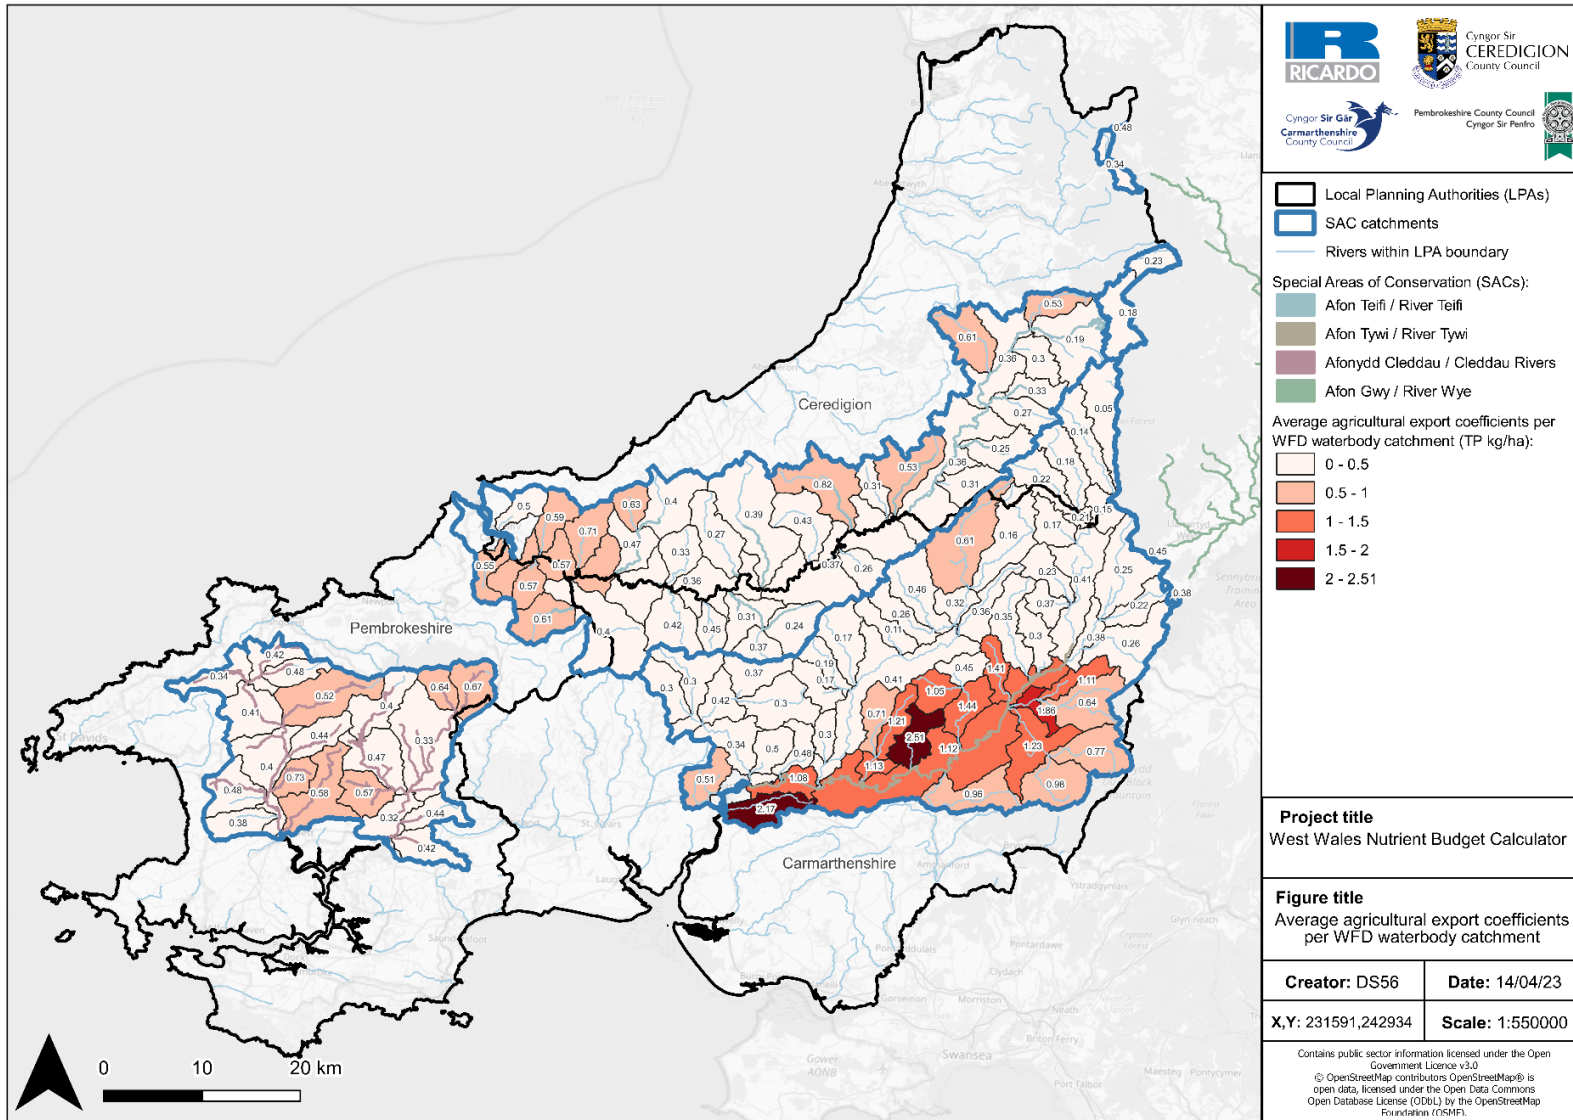 RICARDO
Cyngor Sir
CEREDIGION
County Council
Cyngor Sir Gâr
Carmarthenshire
County Council
Pembrokeshire County Council
Cyngor Sir Penfro
Local Planning Authorities (LPAs)
SAC catchments
Rivers within LPA boundary
Special Areas of Conservation (SACs):
Afon Teifi / River Teifi
Afon Tywi / River Tywi
Afonydd Cleddau / Cleddau Rivers
Afon Gwy / River Wye
Average agricultural export coefficients per
WFD waterbody catchment (TP kg/ha):
0 - 0.5
0.5 - 1
1 - 1.5
1.5 - 2
2 - 2.51
Project title
West Wales Nutrient Budget Calculator
Figure title
Average agricultural export coefficients
per WFD waterbody catchment
Creator: DS56
Date: 14/04/23
X,Y: 231591,242934
Scale: 1:550000
Contains public sector information licensed under the Open
Government Licence v3.0
© OpenStreetMap contributors OpenStreetMap® is
open data, licensed under the Open Data Commons
Open Database License (ODbL) by the OpenStreetMap
Foundation (OSMF).
0.48
0.34
0.23
0.18
0.53
0.61
0.19
0.36
0.3
0.33
0.05
0.27
0.14
Ceredigion
0.25
0.53
0.36
0.18
0.82
0.31
0.31
0.22
0.63
0.4
0.5
0.59
0.39
0.43
0.15
0.21
0.17
0.71
0.27
0.16
0.61
0.47
0.33
0.45
0.55
0.57
0.37
0.26
0.25
0.23
0.41
0.57
0.36
0.46
0.38
0.32
0.37
0.22
0.36
0.35
0.61
0.31
0.26
0.24
0.11
Pembrokeshire
0.42
0.45
0.4
0.17
0.3
0.38
0.26
0.37
0.42
0.34
0.48
0.19
0.45
1.41
0.37
0.17
0.41
0.3
0.3
0.64
0.67
0.52
0.4
1.05
1.11
0.42
0.3
0.64
0.41
0.71
1.21
1.44
1.86
0.44
0.33
0.3
2.51
0.34
0.5
0.48
1.12
1.23
0.77
0.4
0.47
1.13
0.73
0.51
1.08
0.98
0.48
0.58
0.57
0.96
2.17
0.32
0.44
0.38
0.42
Carmarthenshire
St Davids
Swansea
Gorseinon
Morriston
Neath
Briton Ferry
Port Talbot
Maesteg
Pontycymer
Clydach
Pontardawe
Ystradgynlais
Gower
AONB
0
10
20 km